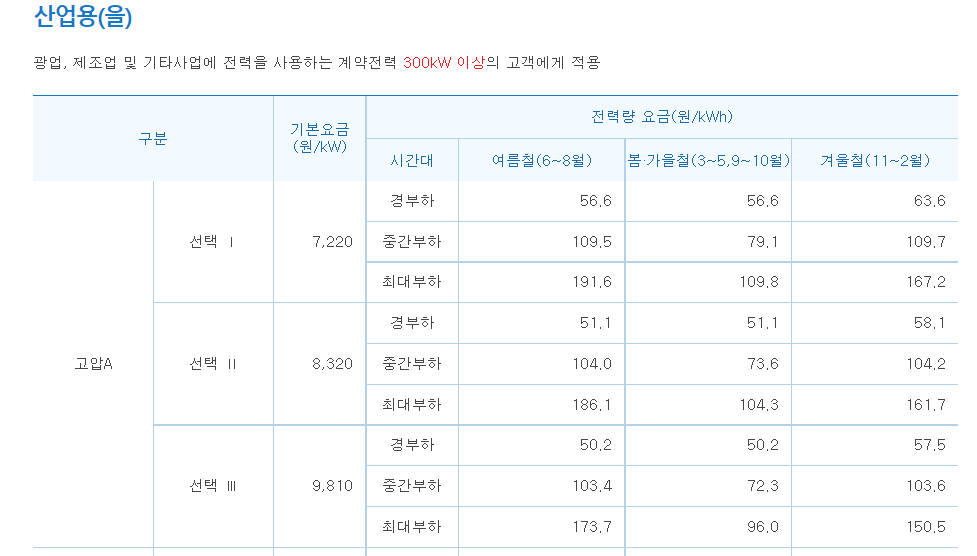 산업용(을)
광업, 제조업 및 기타사업에 전력을 사용하는 계약전력 300kW 이상의 고객에게 적용
구분 기본요금 (원/kW) 전력량 요금(원/kWh)
시간대 여름철(6~8월) 봄·가을철(3~5,9~10월) 겨울철(11~2월)
고압A 선택 Ⅰ 7,220 경부하 56.6 56.6 63.6
중간부하 109.5 79.1 109.7
최대부하 191.6 109.8 167.2
선택 Ⅱ 8,320 경부하 51.1 51.1 58.1
중간부하 104.0 73.6 104.2
최대부하 186.1 104.3 161.7
선택 Ⅲ 9,810 경부하 50.2 50.2 57.5
중간부하 103.4 72.3 103.6
최대부하 173.7 96.0 150.5